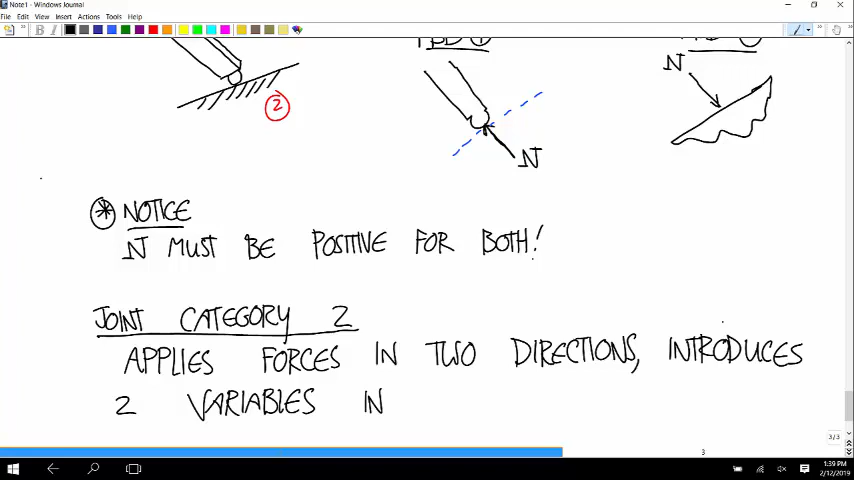 Note1 - Windows Journal
File Edit View Insert Actions Tools Help
B I
FBD 1
N
2
N
* NOTICE
N MUST BE POSITIVE FOR BOTH!
JOINT CATEGORY 2
APPLIES FORCES IN TWO DIRECTIONS, INTRODUCES
2 VARIABLES IN
3/3
3
1:39 PM
2/12/2019